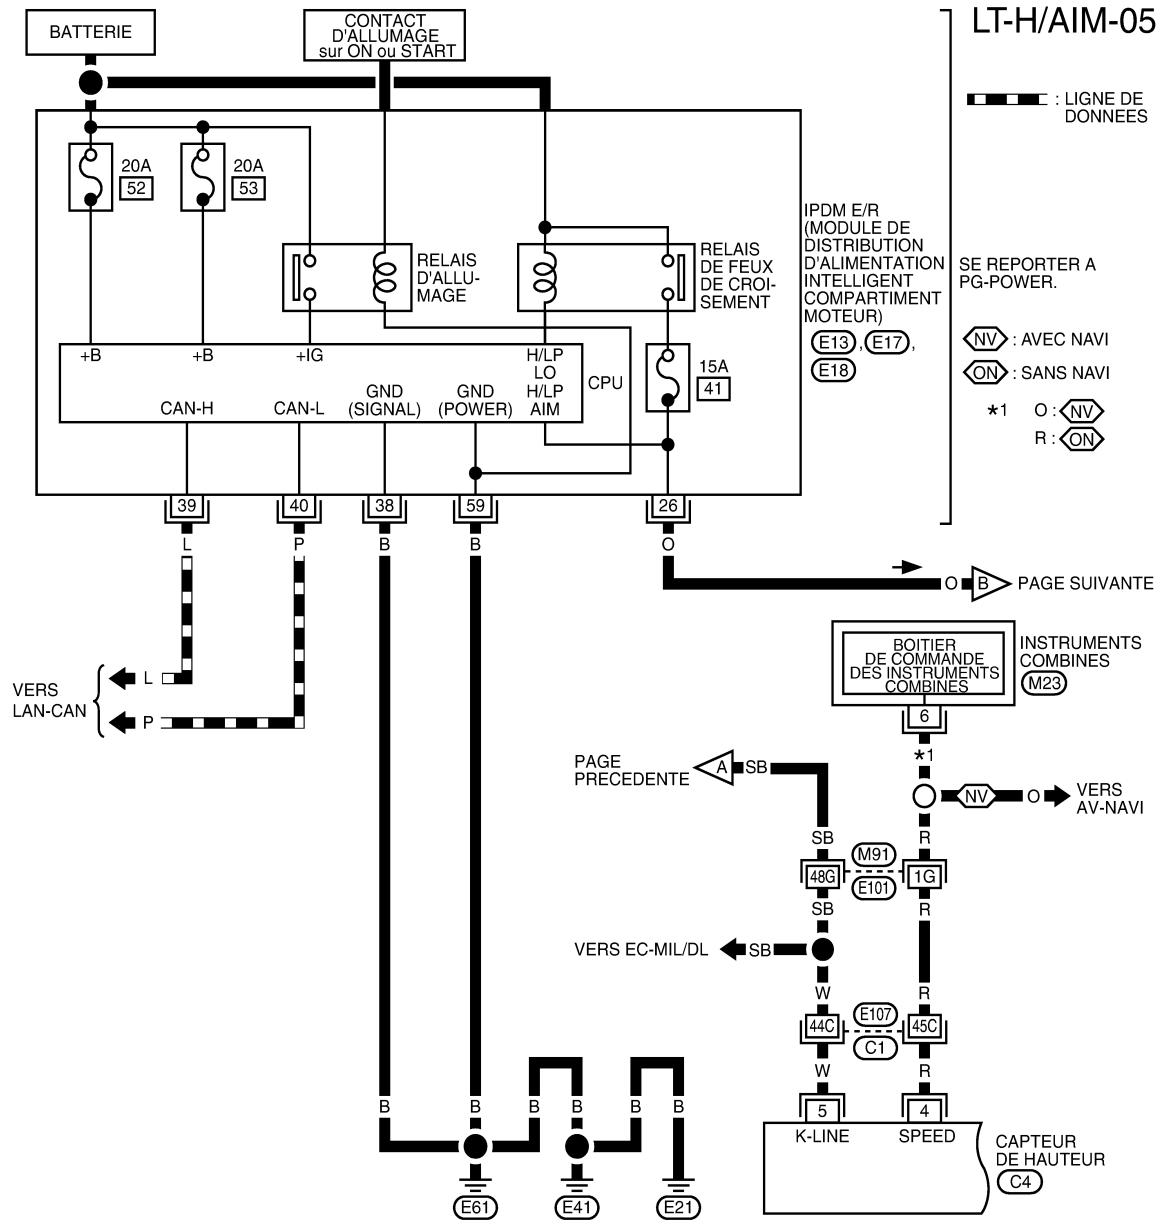 LT-H/AIM-05
BATTERIE
CONTACT
D'ALLUMAGE
sur ON ou START
: LIGNE DE
DONNEES
20A
52
20A
53
RELAIS
D'ALLU-
MAGE
RELAIS
DE FEUX
DE CROI-
SEMENT
IPDM E/R
(MODULE DE
DISTRIBUTION
D'ALIMENTATION
INTELLIGENT
COMPARTIMENT
MOTEUR)
E13 , E17 ,
E18
SE REPORTER A
PG-POWER.
NV : AVEC NAVI
ON : SANS NAVI
*1 O : NV
R : ON
+B
+B
+IG
H/LP
LO
H/LP
AIM
CPU
15A
41
CAN-H
CAN-L
GND
(SIGNAL)
GND
(POWER)
39
40
38
59
26
L
P
B
B
O
O
B
PAGE SUIVANTE
VERS
LAN-CAN
L
P
BOITIER
DE COMMANDE
DES INSTRUMENTS
COMBINES
INSTRUMENTS
COMBINES
M23
6
*1
PAGE
PRECEDENTE
A
SB
NV
O
VERS
AV-NAVI
SB
R
M91
48G
1G
E101
SB
R
VERS EC-MIL/DL
SB
W
R
E107
44C
45C
C1
W
R
5
4
K-LINE
SPEED
CAPTEUR
DE HAUTEUR
C4
B
B
B
B
B
B
E61
E41
E21